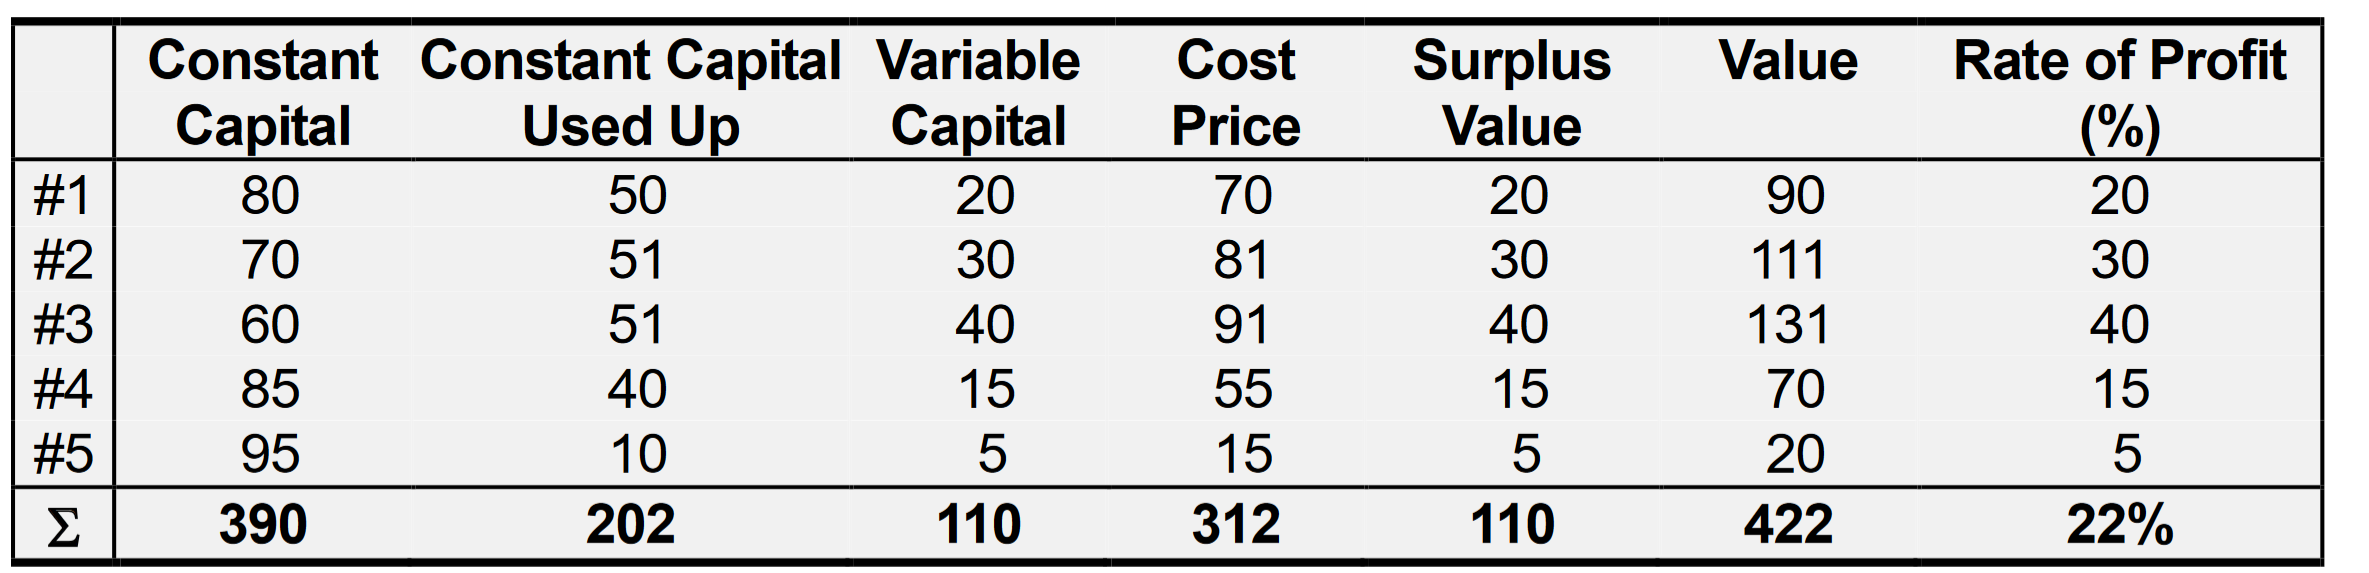 Constant Constant Capital Variable Cost Surplus Value Rate of Profit
Capital Used Up Capital Price Value (%)
#1 80 50 20 70 20 90 20
#2 70 51 30 81 30 111 30
#3 60 51 40 91 40 131 40
#4 85 40 15 55 15 70 15
#5 95 10 5 15 5 20 5
Σ 390 202 110 312 110 422 22%